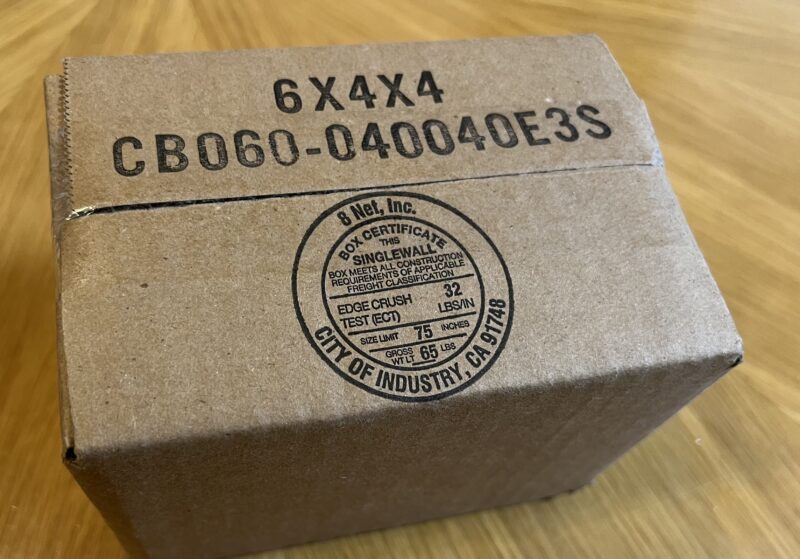 6X4X4
CB060-040040E3S
8 Net, Inc.
BOX CERTIFICATE
THIS
SINGLEWALL
BOX MEETS ALL CONSTRUCTION
REQUIREMENTS OF APPLICABLE
FREIGHT CLASSIFICATION
EDGE CRUSH 32
TEST (ECT) LBS/IN
SIZE LIMIT 75 INCHES
GROSS
WT LT 65 LBS
CITY OF INDUSTRY, CA 91748